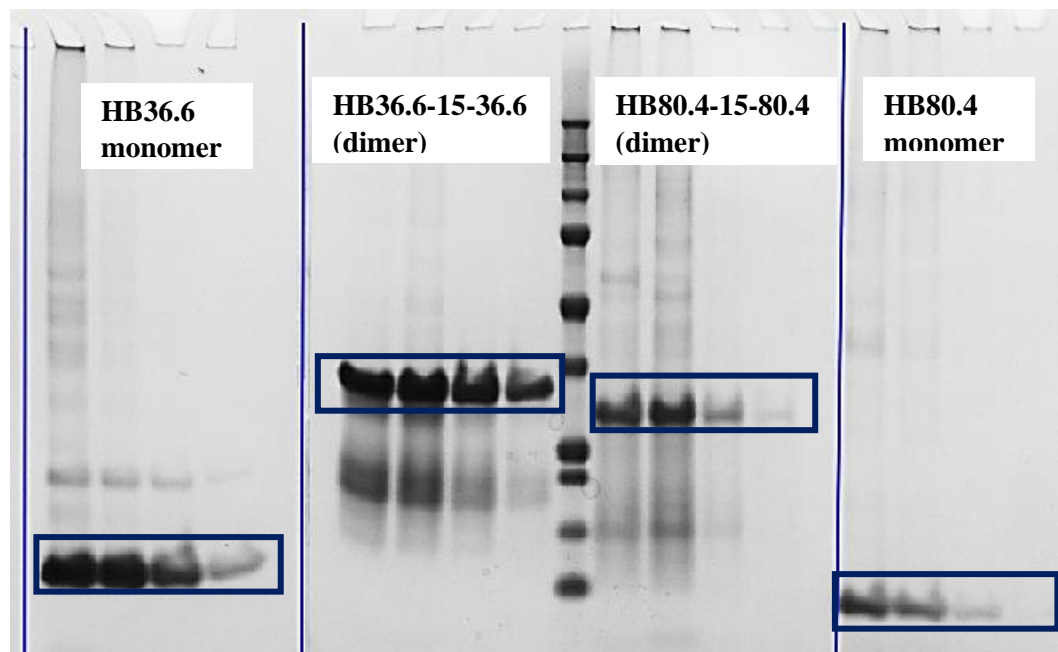 HB36.6
monomer
HB36.6-15-36.6
(dimer)
HB80.4-15-80.4
(dimer)
HB80.4
monomer